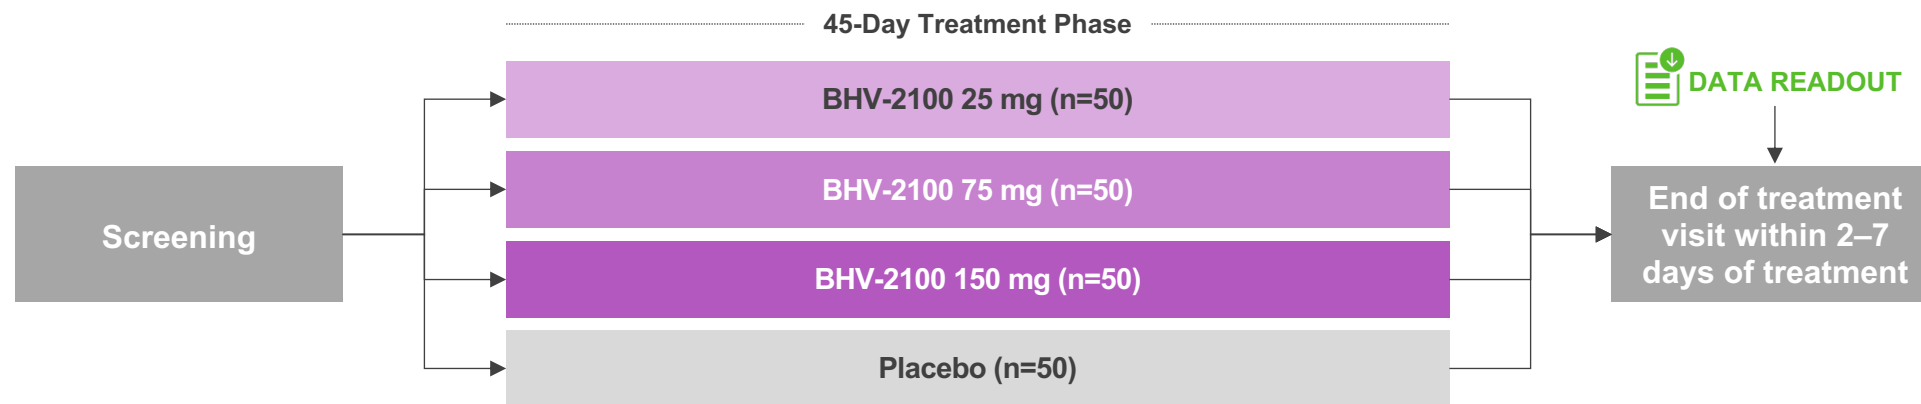 45-Day Treatment Phase
BHV-2100 25 mg (n=50)
BHV-2100 75 mg (n=50)
BHV-2100 150 mg (n=50)
Placebo (n=50)
Screening
DATA READOUT
End of treatment
visit within 2–7
days of treatment